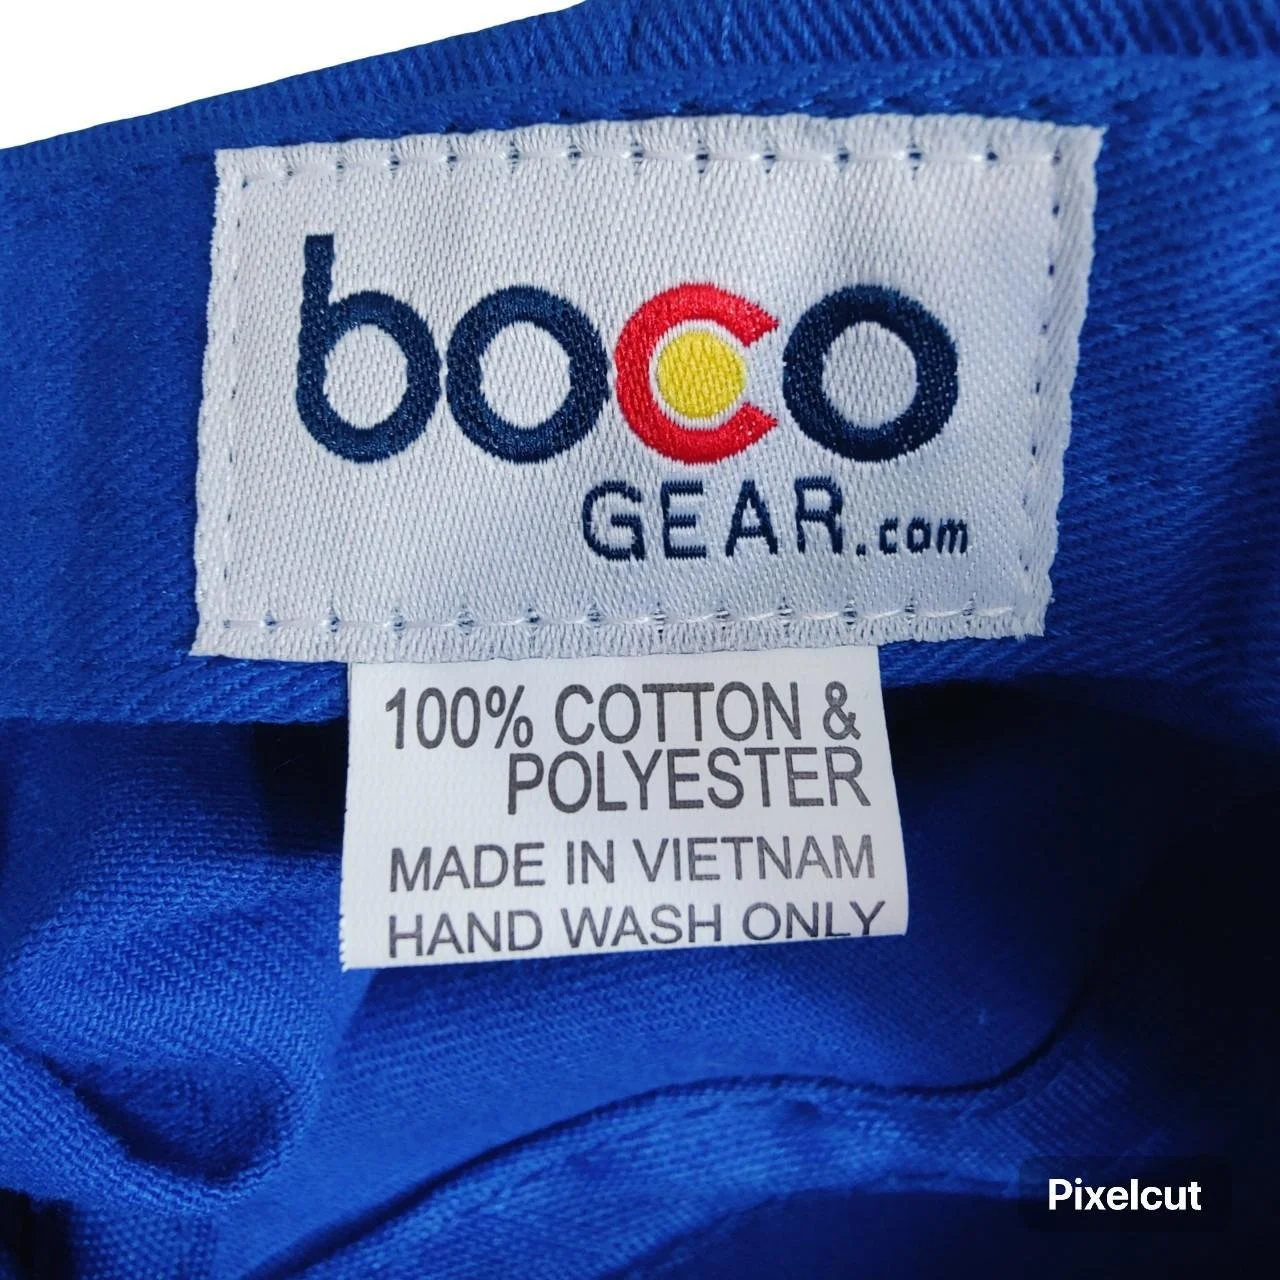 boco
GEAR.com
100% COTTON &
POLYESTER
MADE IN VIETNAM
HAND WASH ONLY
Pixelcut